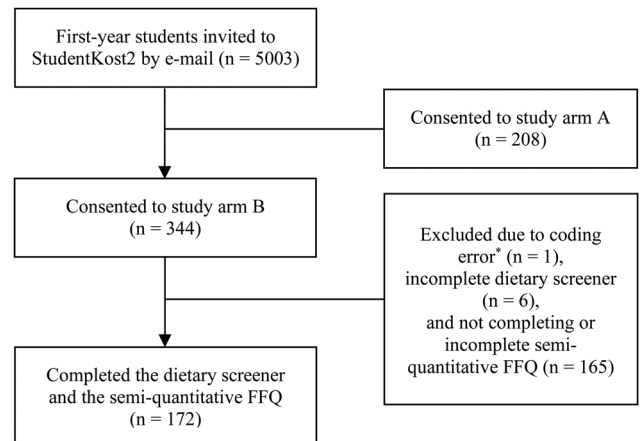 First-year students invited to
StudentKost2 by e-mail (n = 5003)
Consented to study arm A
(n = 208)
Consented to study arm B
(n = 344)
Excluded due to coding
error* (n = 1),
incomplete dietary screener
(n = 6),
and not completing or
incomplete semi-
quantitative FFQ (n = 165)
Completed the dietary screener
and the semi-quantitative FFQ
(n = 172)